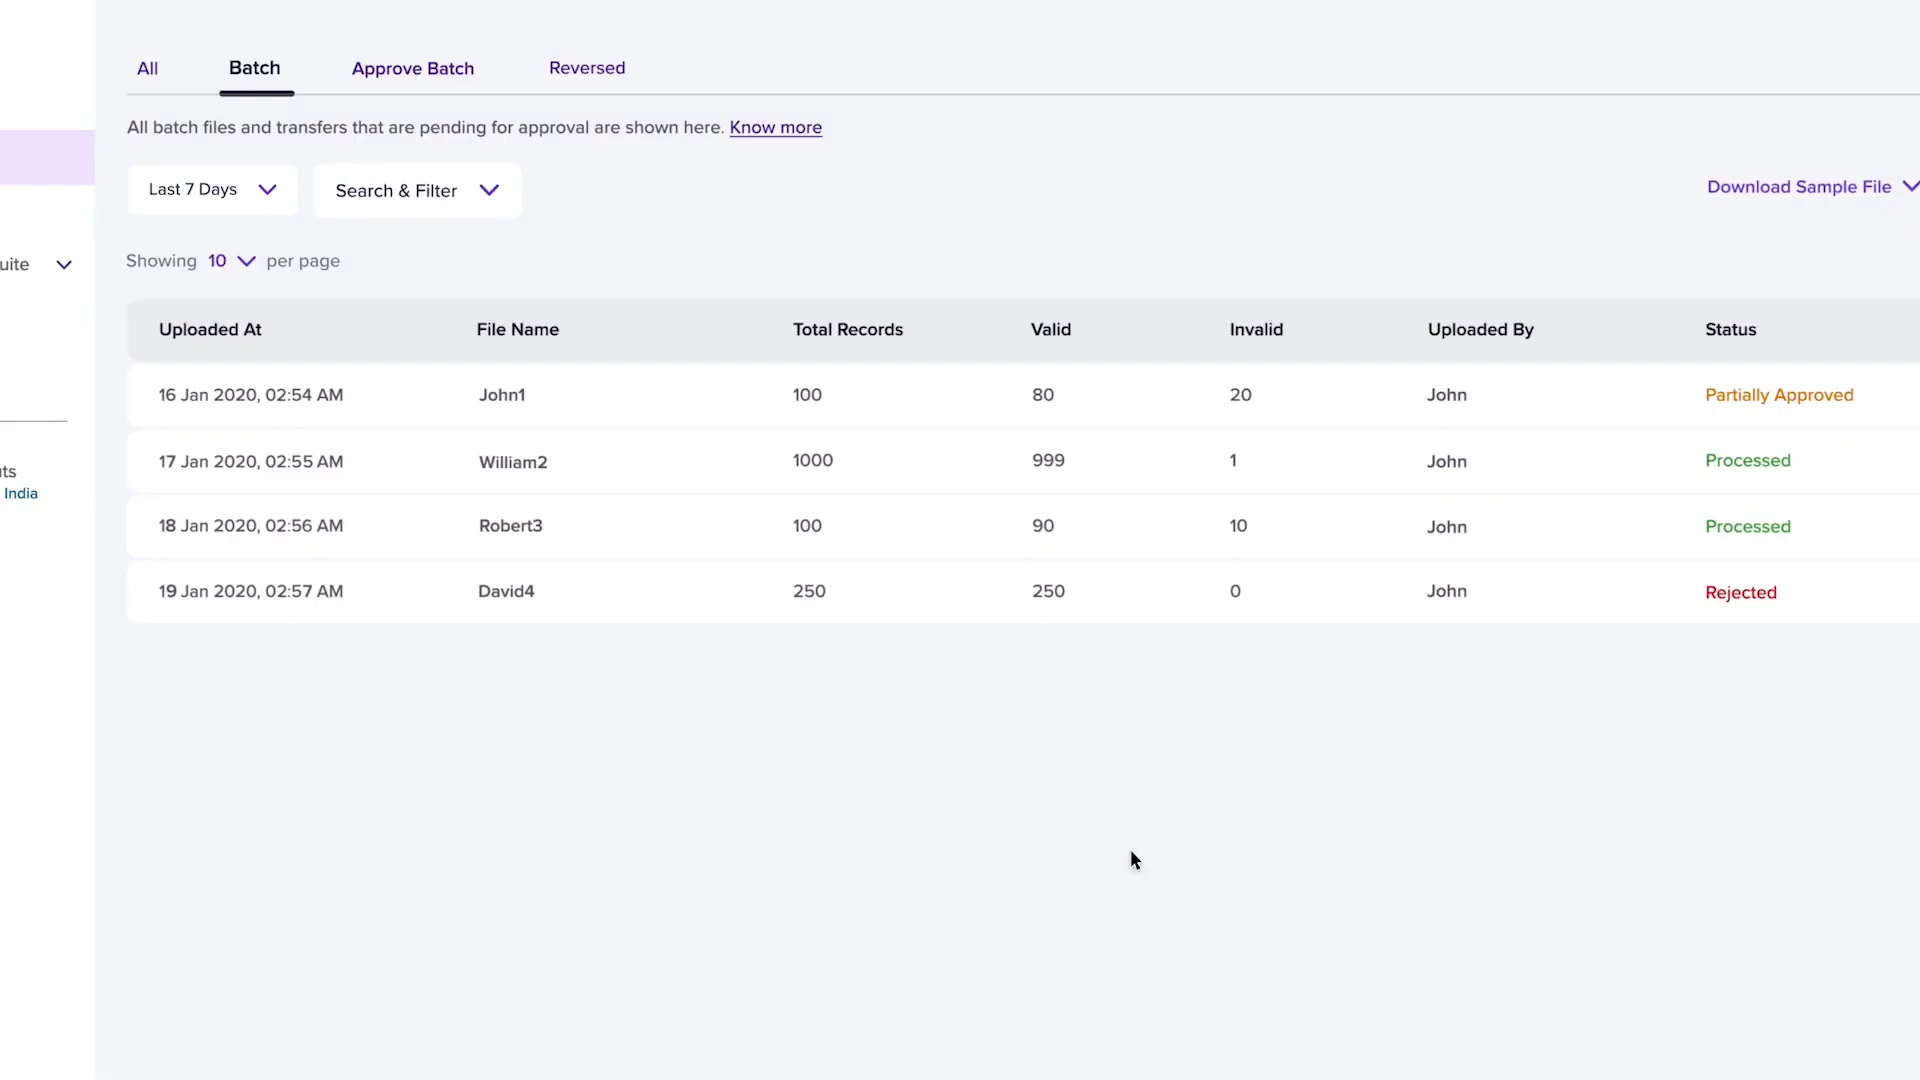 All Batch Approve Batch Reversed
All batch files and transfers that are pending for approval are shown here. Know more
Last 7 Days Search & Filter Download Sample File
Showing 10 per page
Uploaded At File Name Total Records Valid Invalid Uploaded By Status
16 Jan 2020, 02:54 AM John1 100 80 20 John Partially Approved
17 Jan 2020, 02:55 AM William2 1000 999 1 John Processed
18 Jan 2020, 02:56 AM Robert3 100 90 10 John Processed
19 Jan 2020, 02:57 AM David4 250 250 0 John Rejected
uite
ts
India